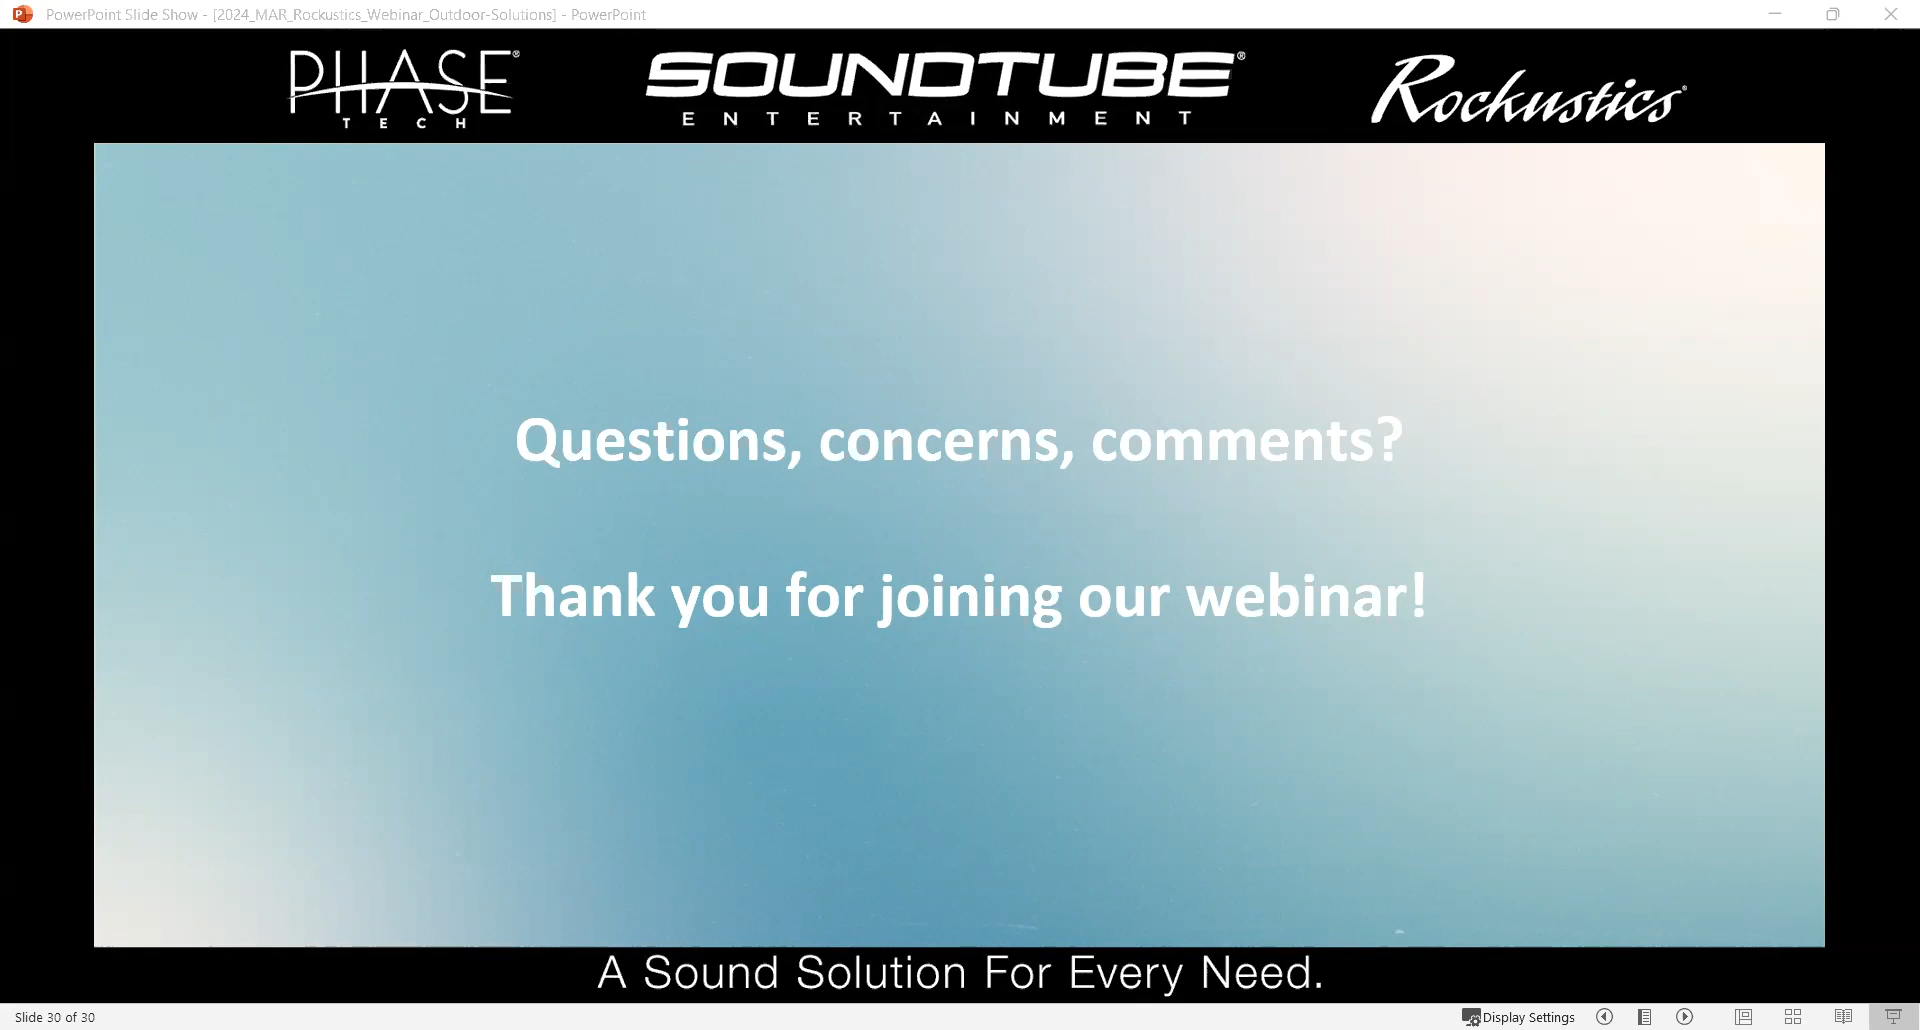 PowerPoint Slide Show - [2024_MAR_Rockustics_Webinar_Outdoor-Solutions] - PowerPoint
PHASE®
TECH
SOUNDTUBE®
ENTERTAINMENT
Rockustics®
Questions, concerns, comments?
Thank you for joining our webinar!
A Sound Solution For Every Need.
Slide 30 of 30
Display Settings